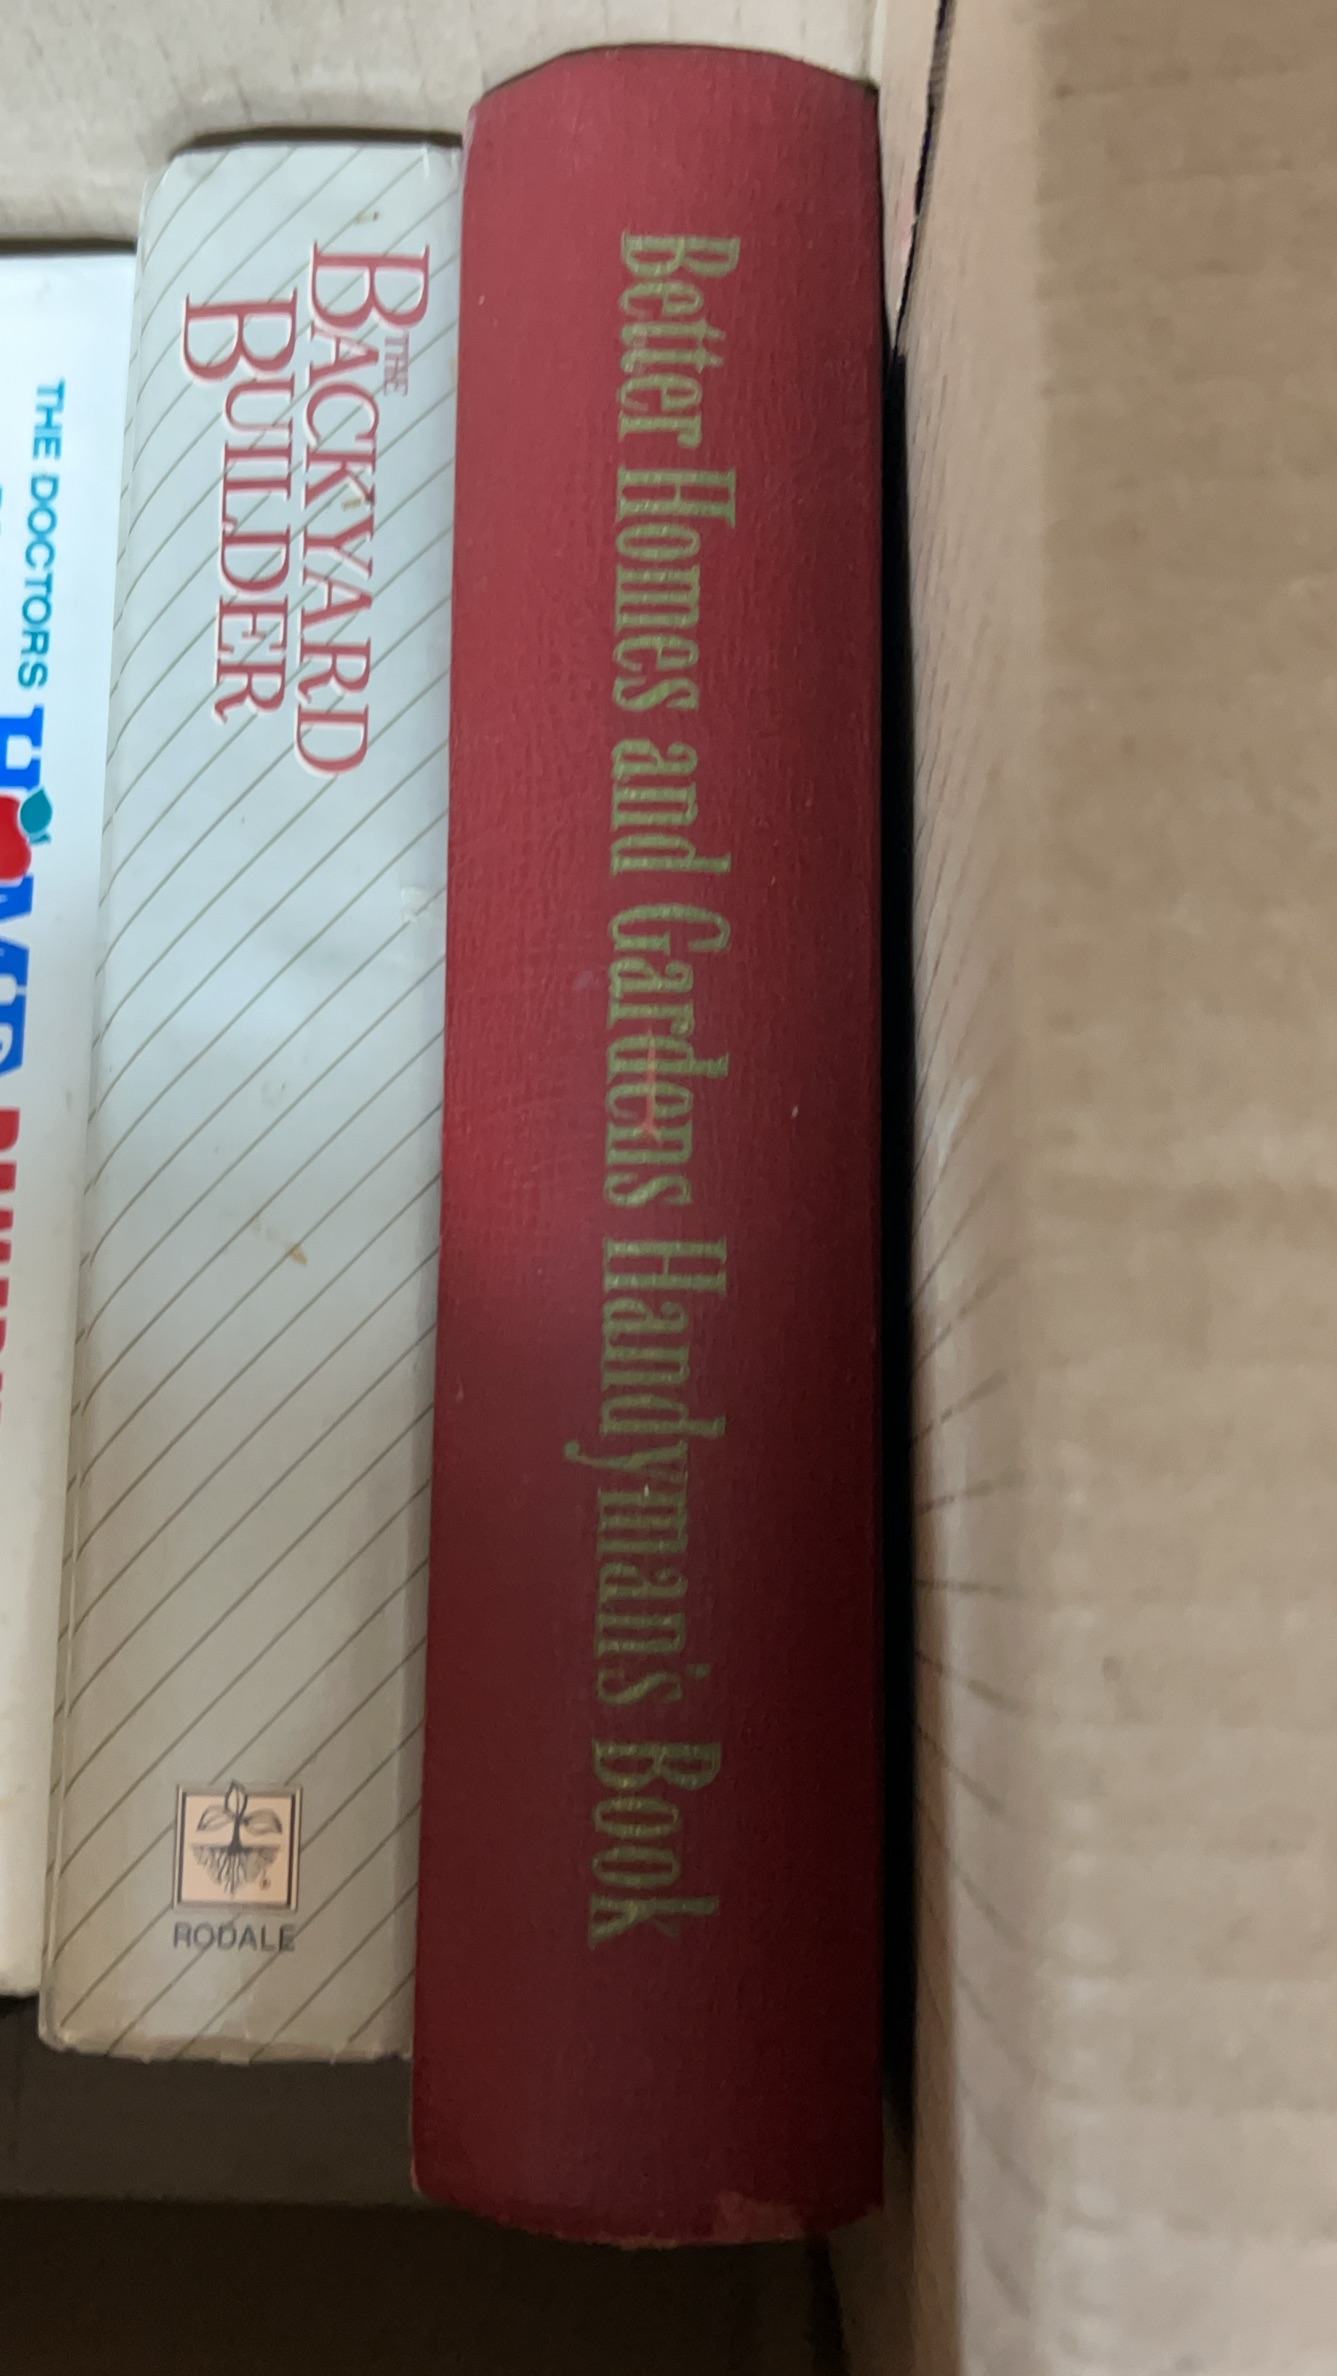 THE DOCTORS
THE
BACKYARD
BUILDER
RODALE
Better Homes and Gardens Handyman's Book